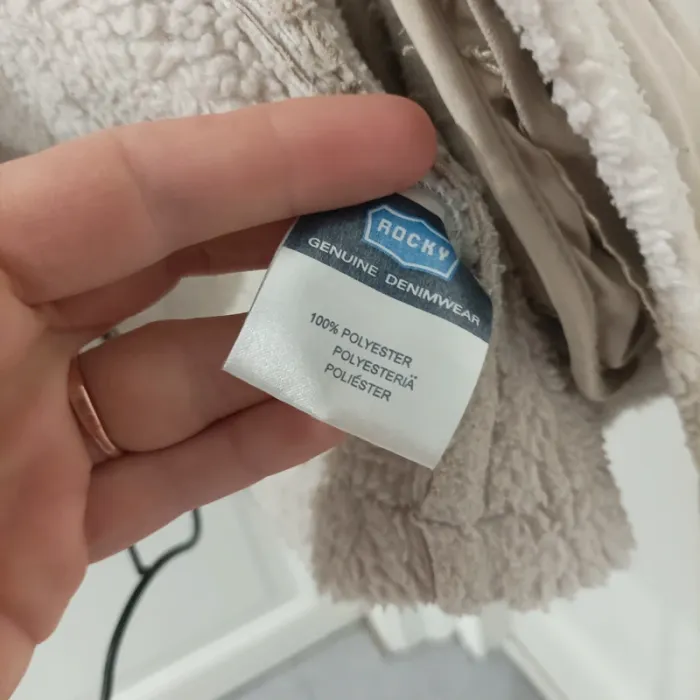 ROCKY
GENUINE DENIMWEAR
100% POLYESTER
POLYESTERIÄ
POLIÉSTER